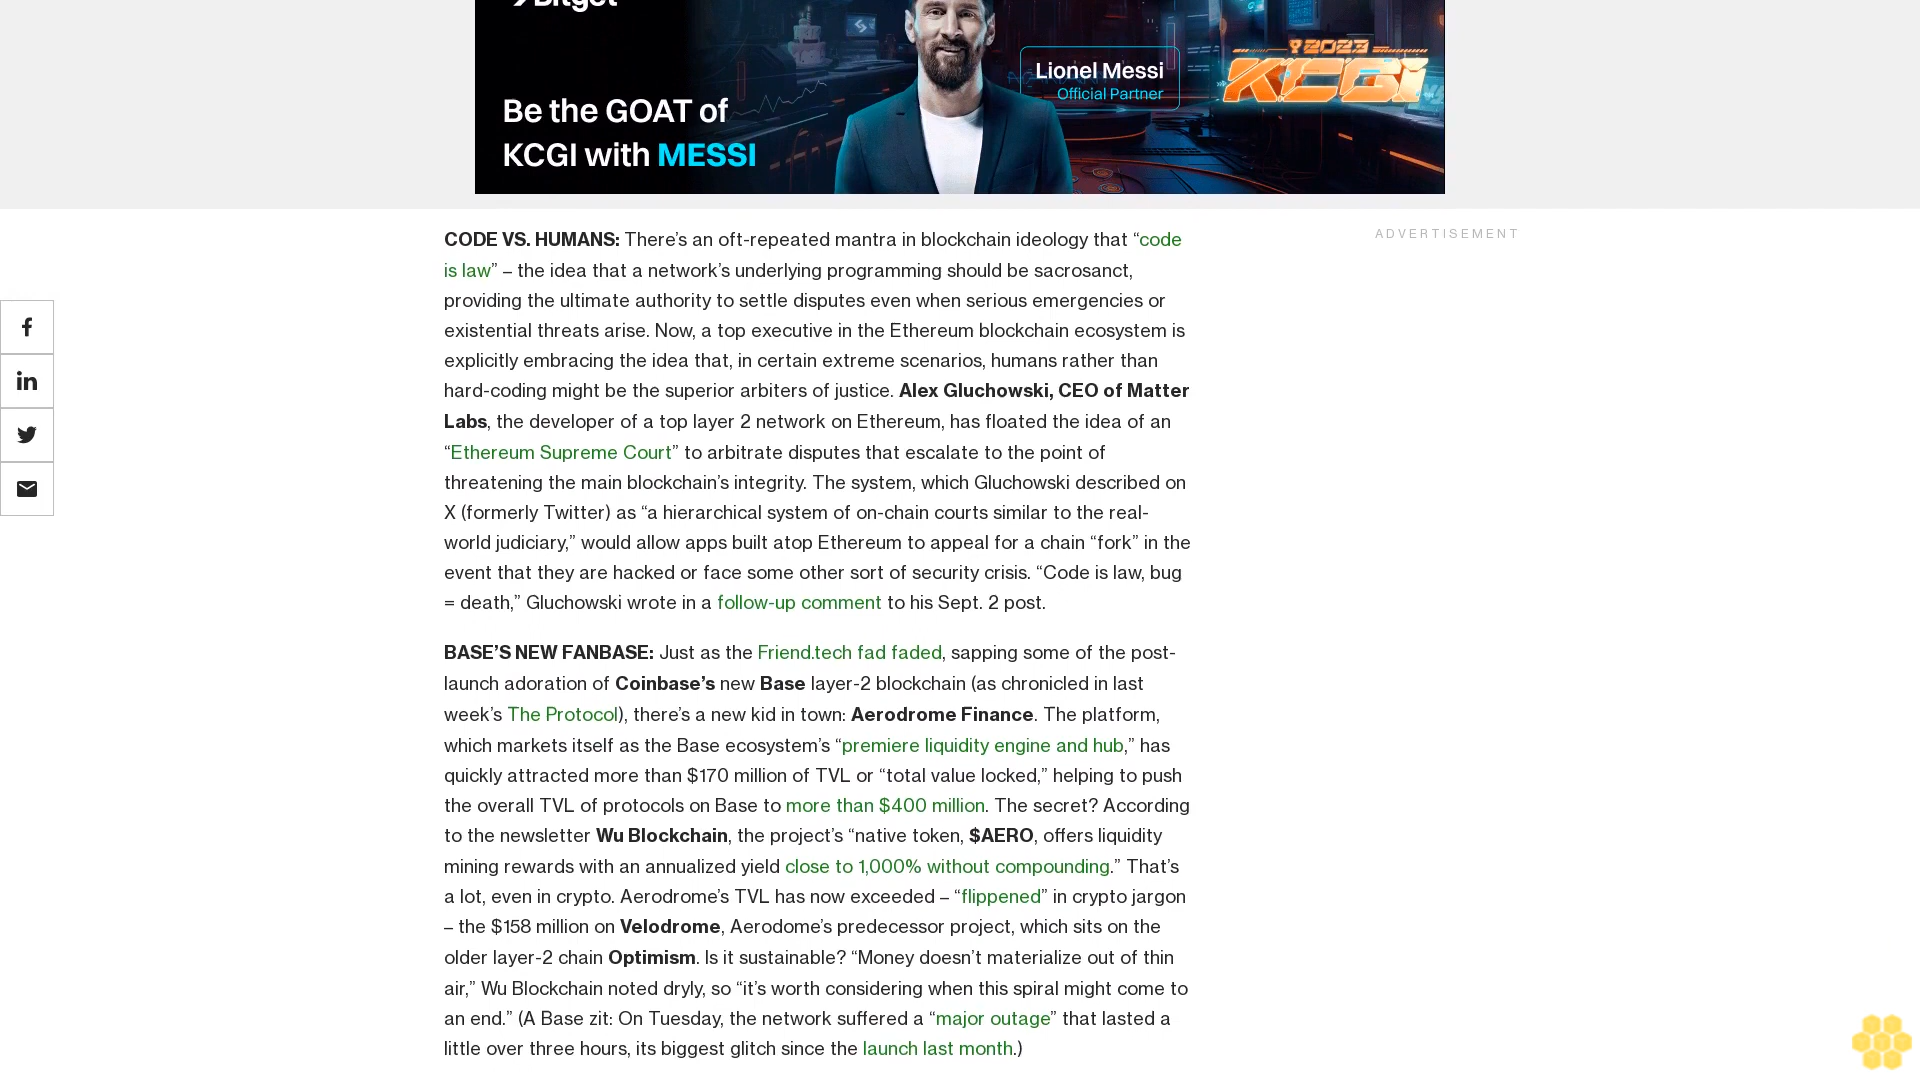 Bitget
Lionel Messi
Official Partner
Y2023
KCGI
Be the GOAT of
KCGI with MESSI
ADVERTISEMENT
CODE VS. HUMANS: There’s an oft-repeated mantra in blockchain ideology that “code
is law” – the idea that a network’s underlying programming should be sacrosanct,
providing the ultimate authority to settle disputes even when serious emergencies or
existential threats arise. Now, a top executive in the Ethereum blockchain ecosystem is
explicitly embracing the idea that, in certain extreme scenarios, humans rather than
hard-coding might be the superior arbiters of justice. Alex Gluchowski, CEO of Matter
Labs, the developer of a top layer 2 network on Ethereum, has floated the idea of an
“Ethereum Supreme Court” to arbitrate disputes that escalate to the point of
threatening the main blockchain’s integrity. The system, which Gluchowski described on
X (formerly Twitter) as “a hierarchical system of on-chain courts similar to the real-
world judiciary,” would allow apps built atop Ethereum to appeal for a chain “fork” in the
event that they are hacked or face some other sort of security crisis. “Code is law, bug
= death,” Gluchowski wrote in a follow-up comment to his Sept. 2 post.
BASE’S NEW FANBASE: Just as the Friend.tech fad faded, sapping some of the post-
launch adoration of Coinbase’s new Base layer-2 blockchain (as chronicled in last
week’s The Protocol), there’s a new kid in town: Aerodrome Finance. The platform,
which markets itself as the Base ecosystem’s “premiere liquidity engine and hub,” has
quickly attracted more than $170 million of TVL or “total value locked,” helping to push
the overall TVL of protocols on Base to more than $400 million. The secret? According
to the newsletter Wu Blockchain, the project’s “native token, $AERO, offers liquidity
mining rewards with an annualized yield close to 1,000% without compounding.” That’s
a lot, even in crypto. Aerodrome’s TVL has now exceeded – “flippened” in crypto jargon
– the $158 million on Velodrome, Aerodome’s predecessor project, which sits on the
older layer-2 chain Optimism. Is it sustainable? “Money doesn’t materialize out of thin
air,” Wu Blockchain noted dryly, so “it’s worth considering when this spiral might come to
an end.” (A Base zit: On Tuesday, the network suffered a “major outage” that lasted a
little over three hours, its biggest glitch since the launch last month.)